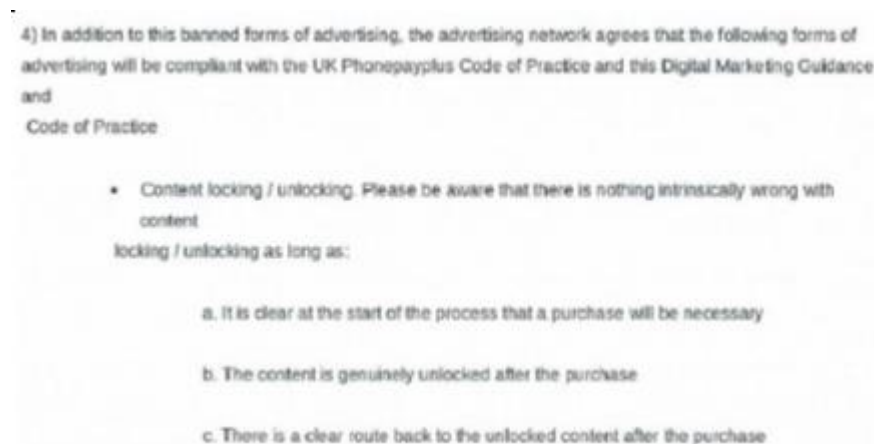 4) In addition to this banned forms of advertising, the advertising network agrees that the following forms of
advertising will be compliant with the UK Phonepayplus Code of Practice and this Digital Marketing Guidance
and
Code of Practice
• Content locking / unlocking. Please be aware that there is nothing intrinsically wrong with
content
locking / unlocking as long as:
a. It is clear at the start of the process that a purchase will be necessary
b. The content is genuinely unlocked after the purchase
c. There is a clear route back to the unlocked content after the purchase